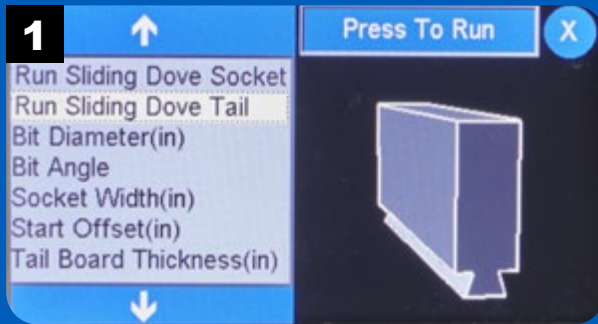 1
Press To Run
X
Run Sliding Dove Socket
Run Sliding Dove Tail
Bit Diameter(in)
Bit Angle
Socket Width(in)
Start Offset(in)
Tail Board Thickness(in)